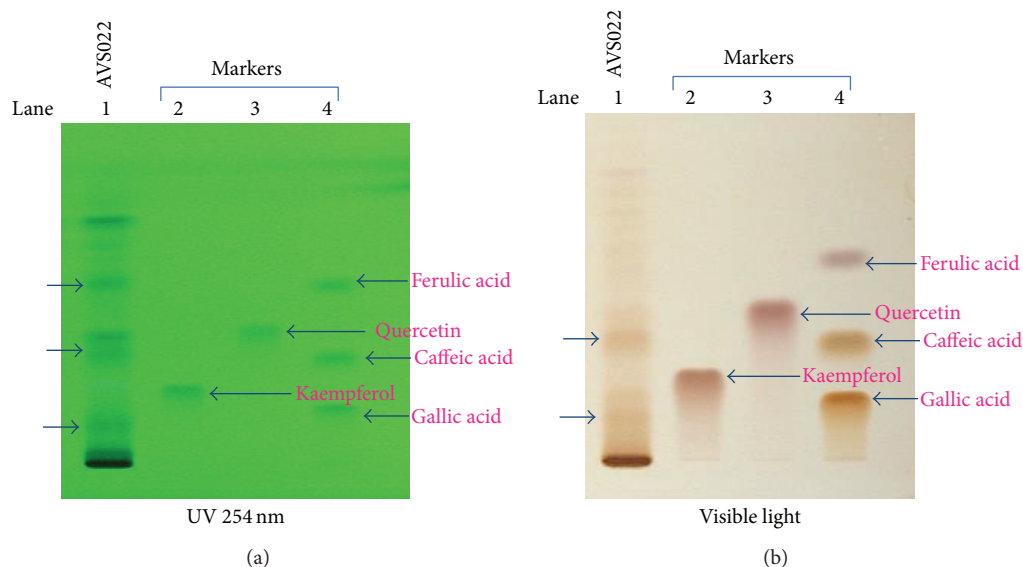 AVS022
Markers
Lane 1 2 3 4
Ferulic acid
Quercetin
Caffeic acid
Kaempferol
Gallic acid
UV 254 nm
(a)
AVS022
Markers
Lane 1 2 3 4
Ferulic acid
Quercetin
Caffeic acid
Kaempferol
Gallic acid
Visible light
(b)